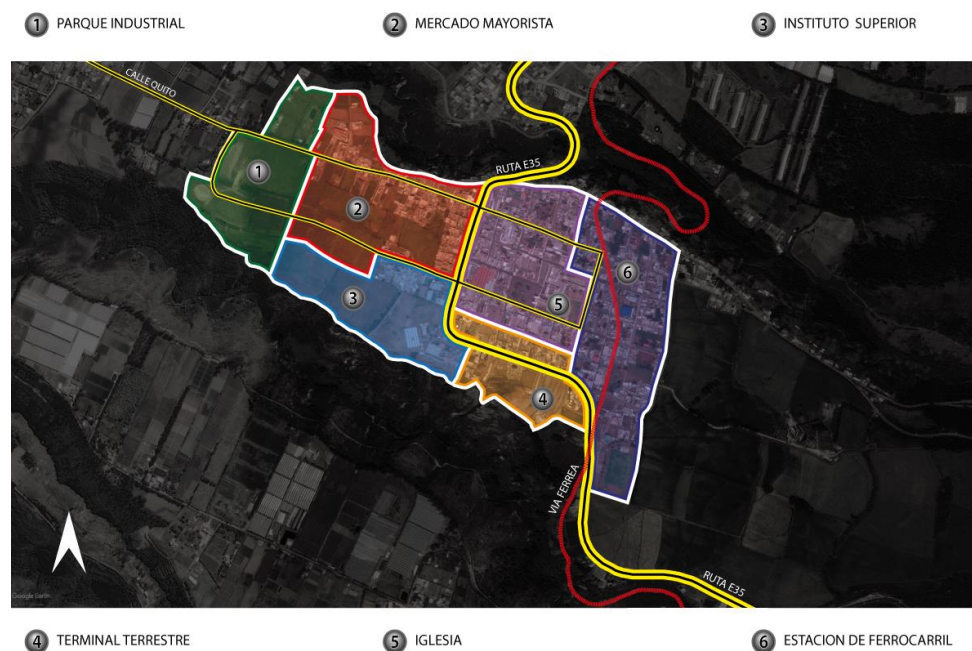 1 PARQUE INDUSTRIAL
2 MERCADO MAYORISTA
3 INSTITUTO SUPERIOR
CALLE QUITO
RUTA E35
1
2
6
3
5
4
VIA FERREA
RUTA E35
Google Earth
4 TERMINAL TERRESTRE
5 IGLESIA
6 ESTACION DE FERROCARRIL